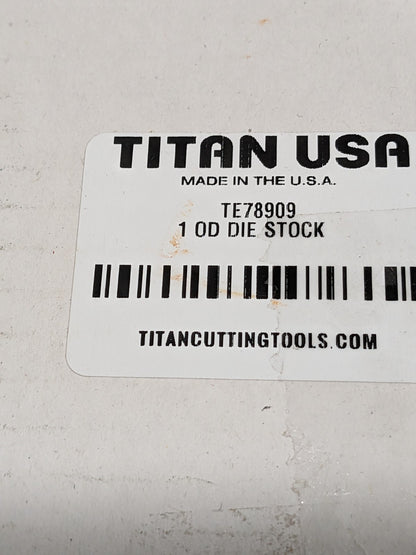 TITAN USA
MADE IN THE U.S.A.
TE78909
1 OD DIE STOCK
TITANCUTTINGTOOLS.COM